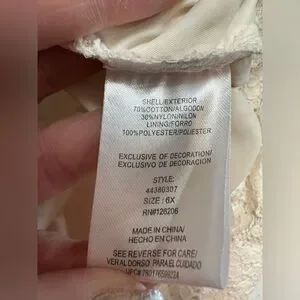 SHELL/EXTERIOR
70%COTTON/ALGODON
30%NYLON/NILON
LINING/FORRO
100%POLYESTER/POLIESTER
EXCLUSIVE OF DECORATION/
EXCLUSIVO DE DECORACION
STYLE:
44380307
SIZE: 6X
RN#126206
MADE IN CHINA/
HECHO EN CHINA
SEE REVERSE FOR CARE/
VER AL DORSO PARA EL CUIDADO